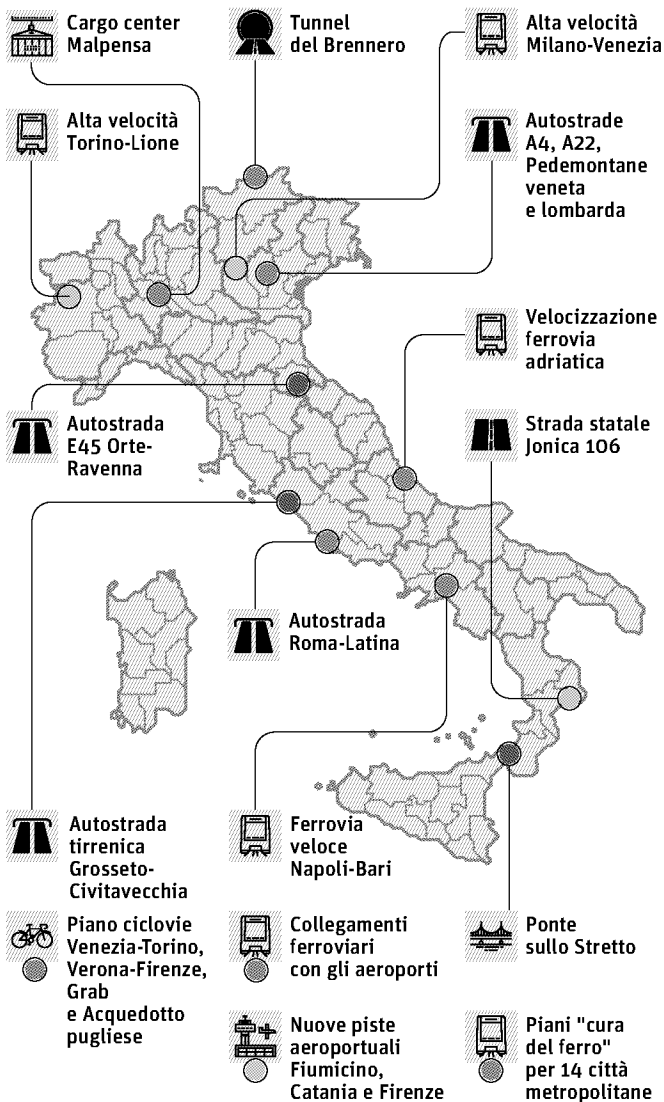 Cargo center
Malpensa
Tunnel
del Brennero
Alta velocità
Milano-Venezia
Alta velocità
Torino-Lione
Autostrade
A4, A22,
Pedemontane
veneta
e lombarda
Velocizzazione
ferrovia
adriatica
Autostrada
E45 Orte-
Ravenna
Strada statale
Jonica 106
Autostrada
Roma-Latina
Autostrada
tirrenica
Grosseto-
Civitavecchia
Ferrovia
veloce
Napoli-Bari
Piano ciclovie
Venezia-Torino,
Verona-Firenze,
Grab
e Acquedotto
pugliese
Collegamenti
ferroviari
con gli aeroporti
Ponte
sullo Stretto
Nuove piste
aeroportuali
Fiumicino,
Catania e Firenze
Piani "cura
del ferro"
per 14 città
metropolitane